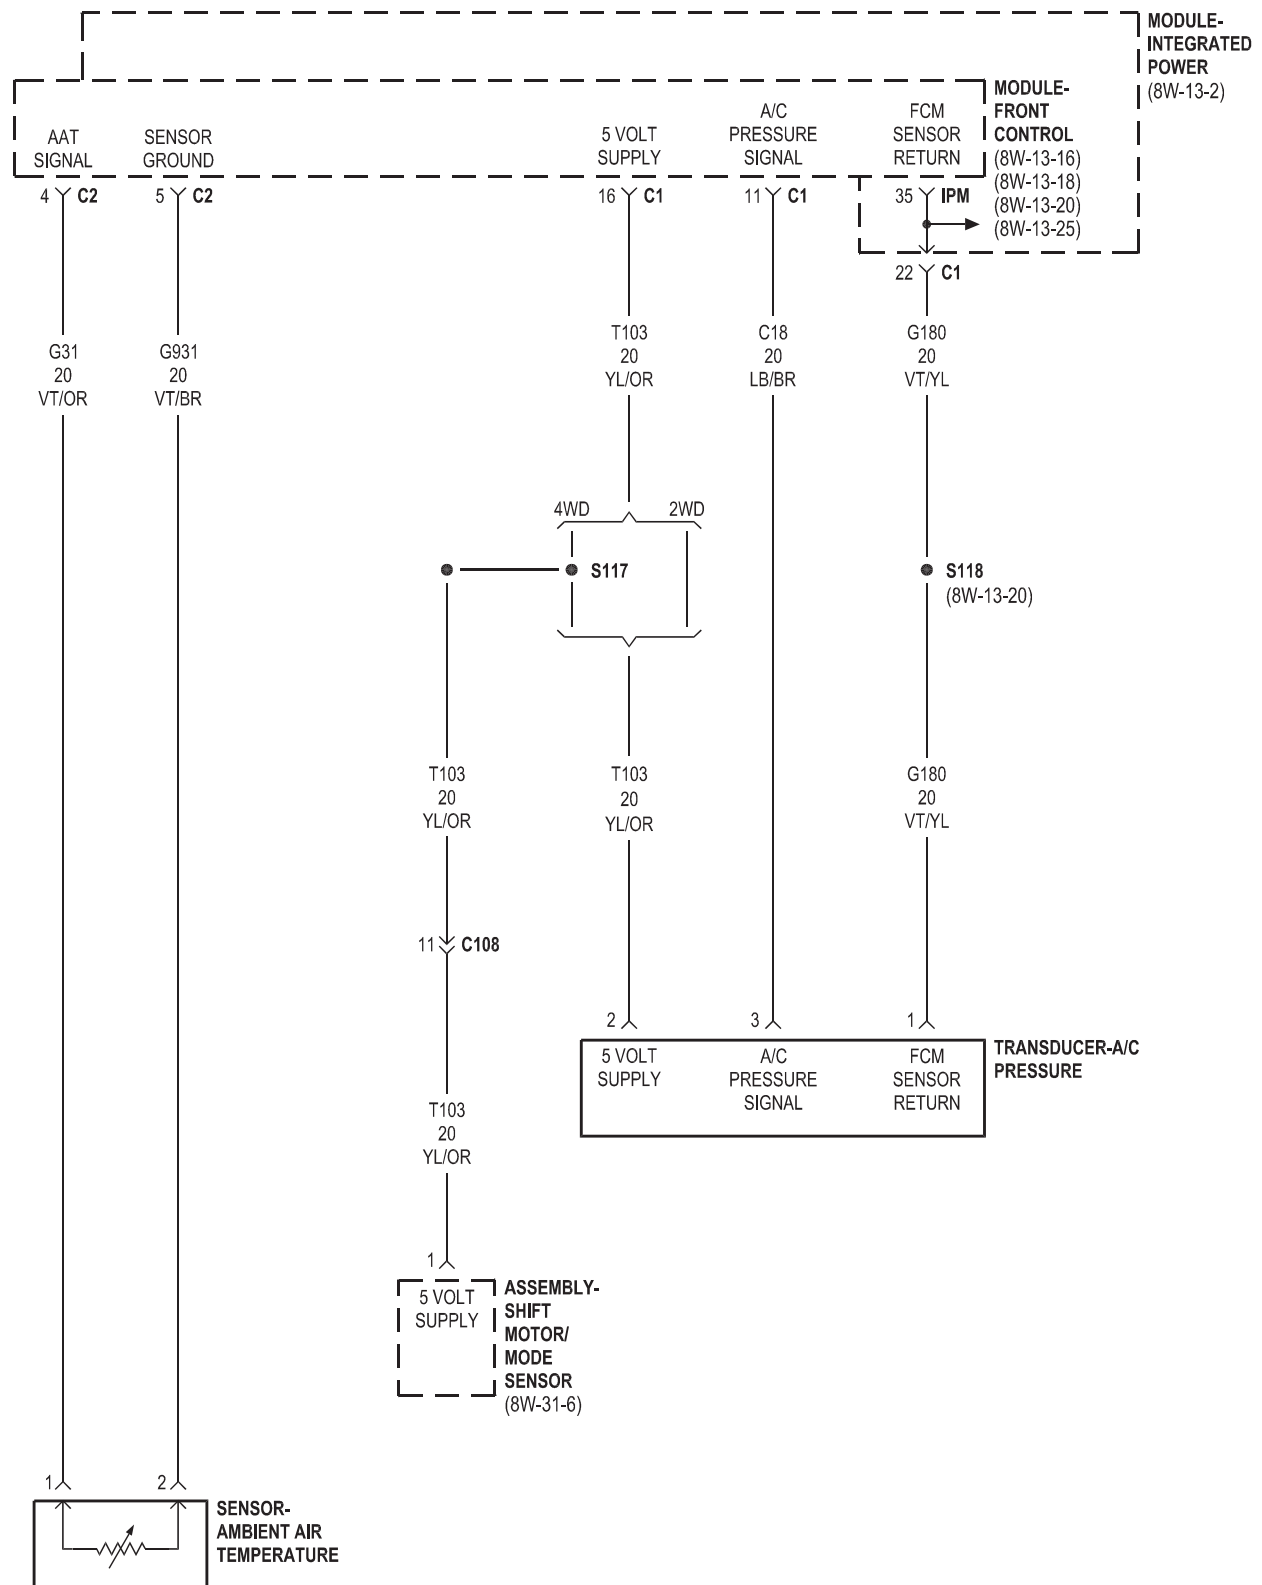 MODULE-
INTEGRATED
POWER
(8W-13-2)
MODULE-
FRONT
CONTROL
(8W-13-16)
(8W-13-18)
(8W-13-20)
(8W-13-25)
AAT
SIGNAL
SENSOR
GROUND
5 VOLT
SUPPLY
A/C
PRESSURE
SIGNAL
FCM
SENSOR
RETURN
4 C2
5 C2
16 C1
11 C1
35 IPM
22 C1
G31
20
VT/OR
G931
20
VT/BR
T103
20
YL/OR
C18
20
LB/BR
G180
20
VT/YL
4WD
2WD
S117
S118
(8W-13-20)
T103
20
YL/OR
T103
20
YL/OR
G180
20
VT/YL
11 C108
2
3
1
5 VOLT
SUPPLY
A/C
PRESSURE
SIGNAL
FCM
SENSOR
RETURN
TRANSDUCER-A/C
PRESSURE
T103
20
YL/OR
1
5 VOLT
SUPPLY
ASSEMBLY-
SHIFT
MOTOR/
MODE
SENSOR
(8W-31-6)
1
2
SENSOR-
AMBIENT AIR
TEMPERATURE